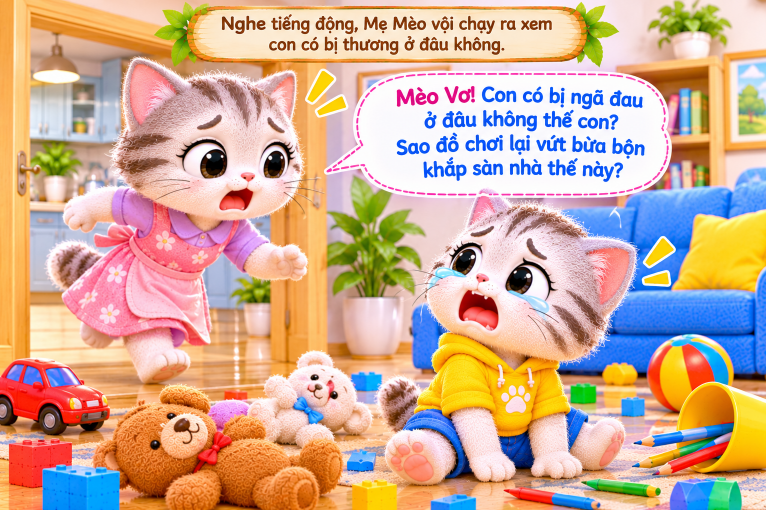 Nghe tiếng động, Mẹ Mèo vội chạy ra xem
con có bị thương ở đâu không.
Mèo Vơ! Con có bị ngã đau
ở đâu không thế con?
Sao đồ chơi lại vứt bừa bộn
khắp sàn nhà thế này?